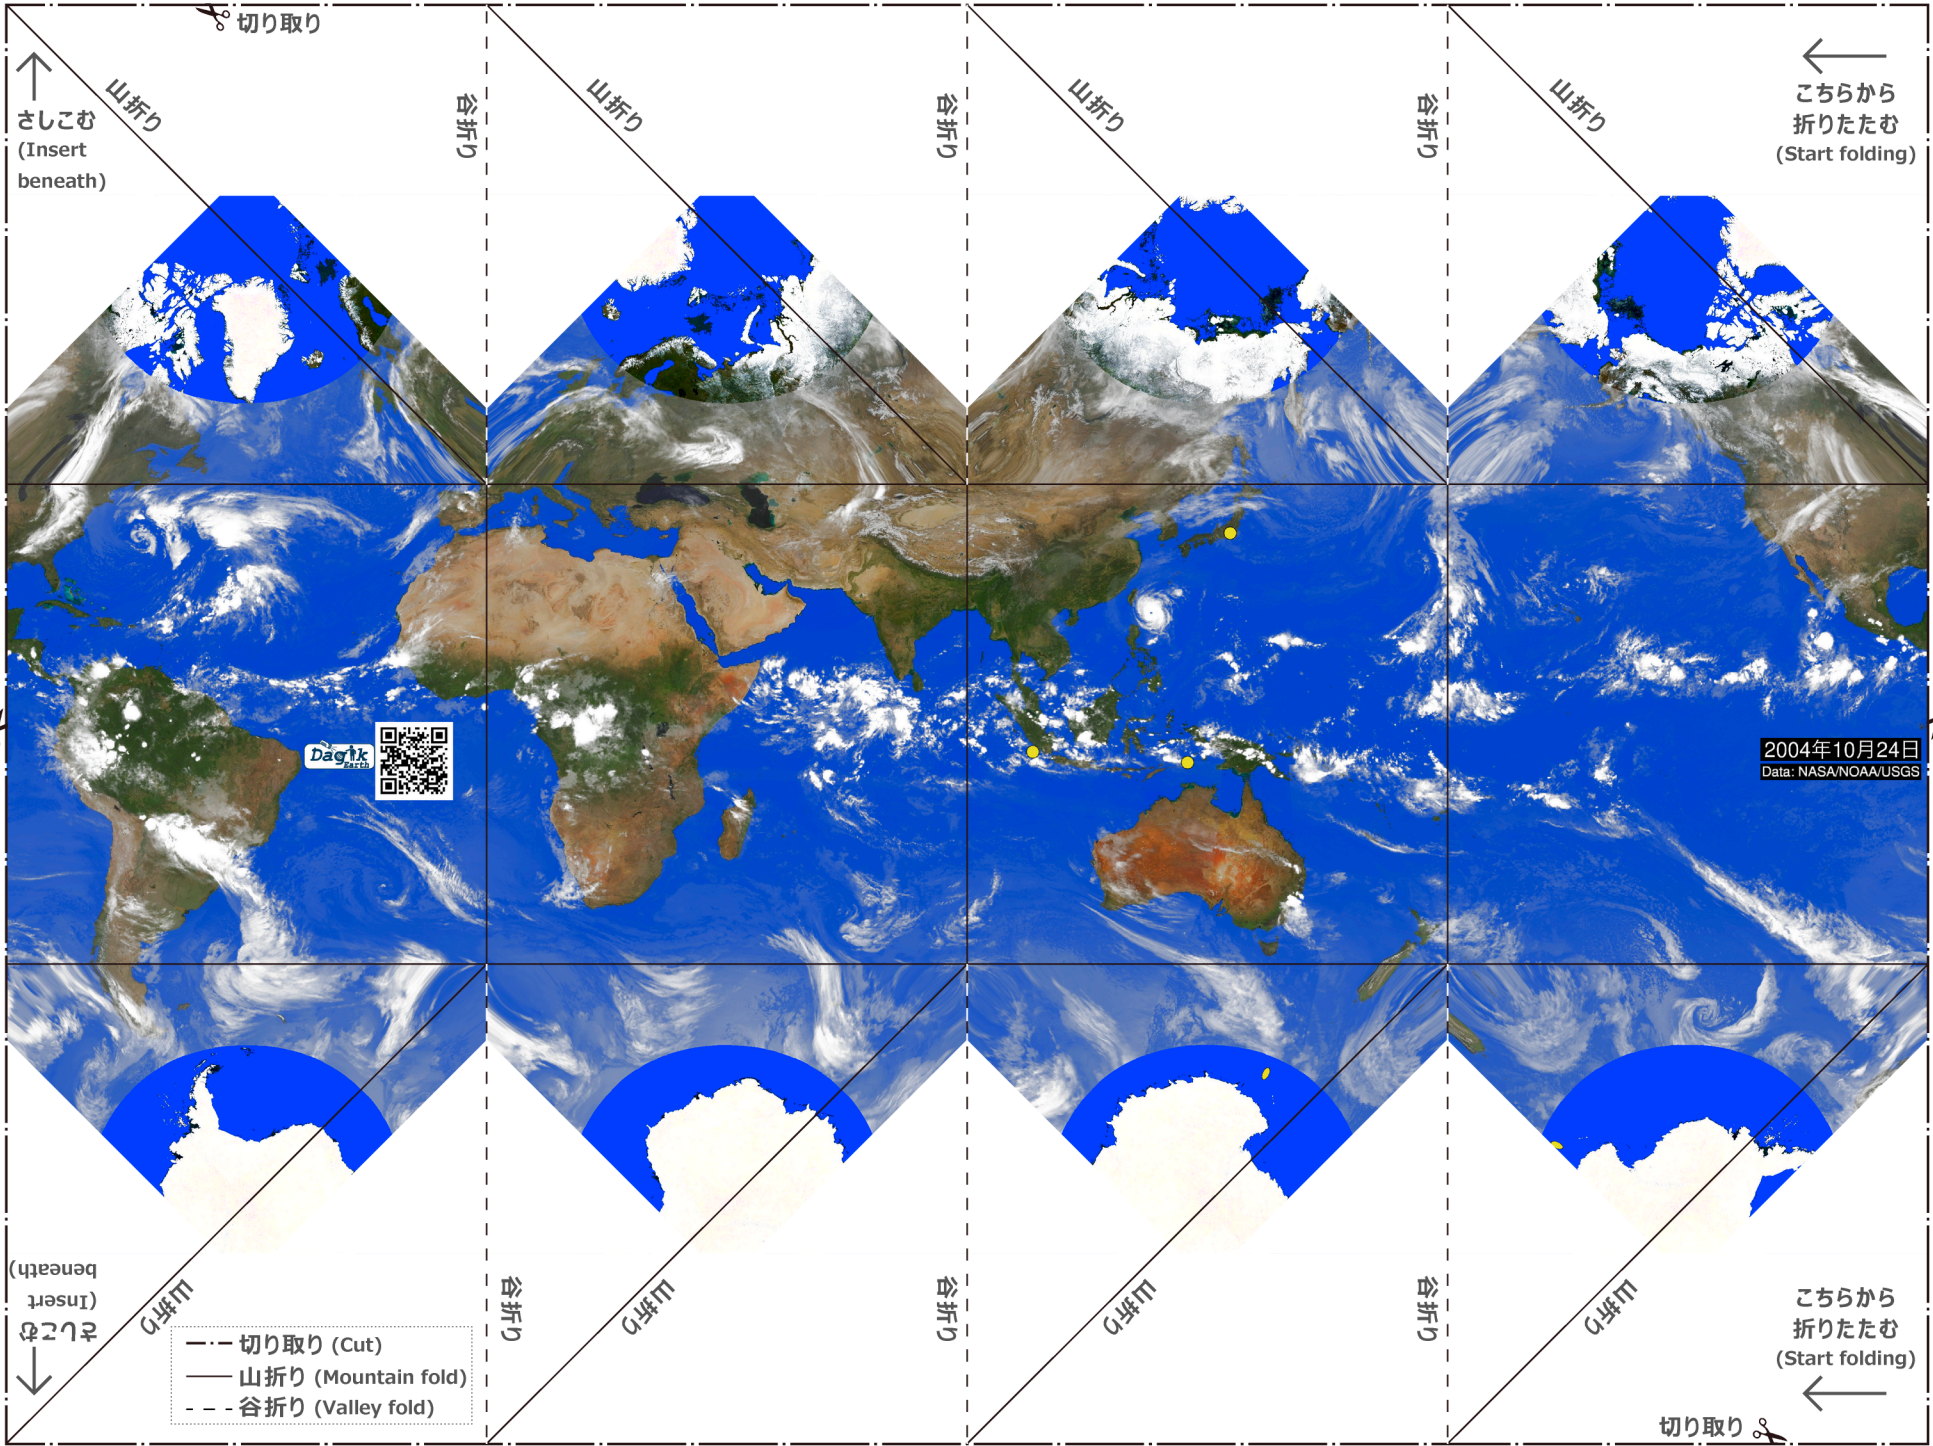 切り取り
山折り
谷折り
山折り
谷折り
山折り
谷折り
山折り
さしこむ
(Insert
beneath)
こちらから
折りたたむ
(Start folding)
Dagik
Earth
2004年10月24日
Data: NASA/NOAA/USGS
さしこむ
(Insert
beneath)
山折り
谷折り
山折り
谷折り
山折り
谷折り
山折り
こちらから
折りたたむ
(Start folding)
切り取り (Cut)
山折り (Mountain fold)
谷折り (Valley fold)
切り取り